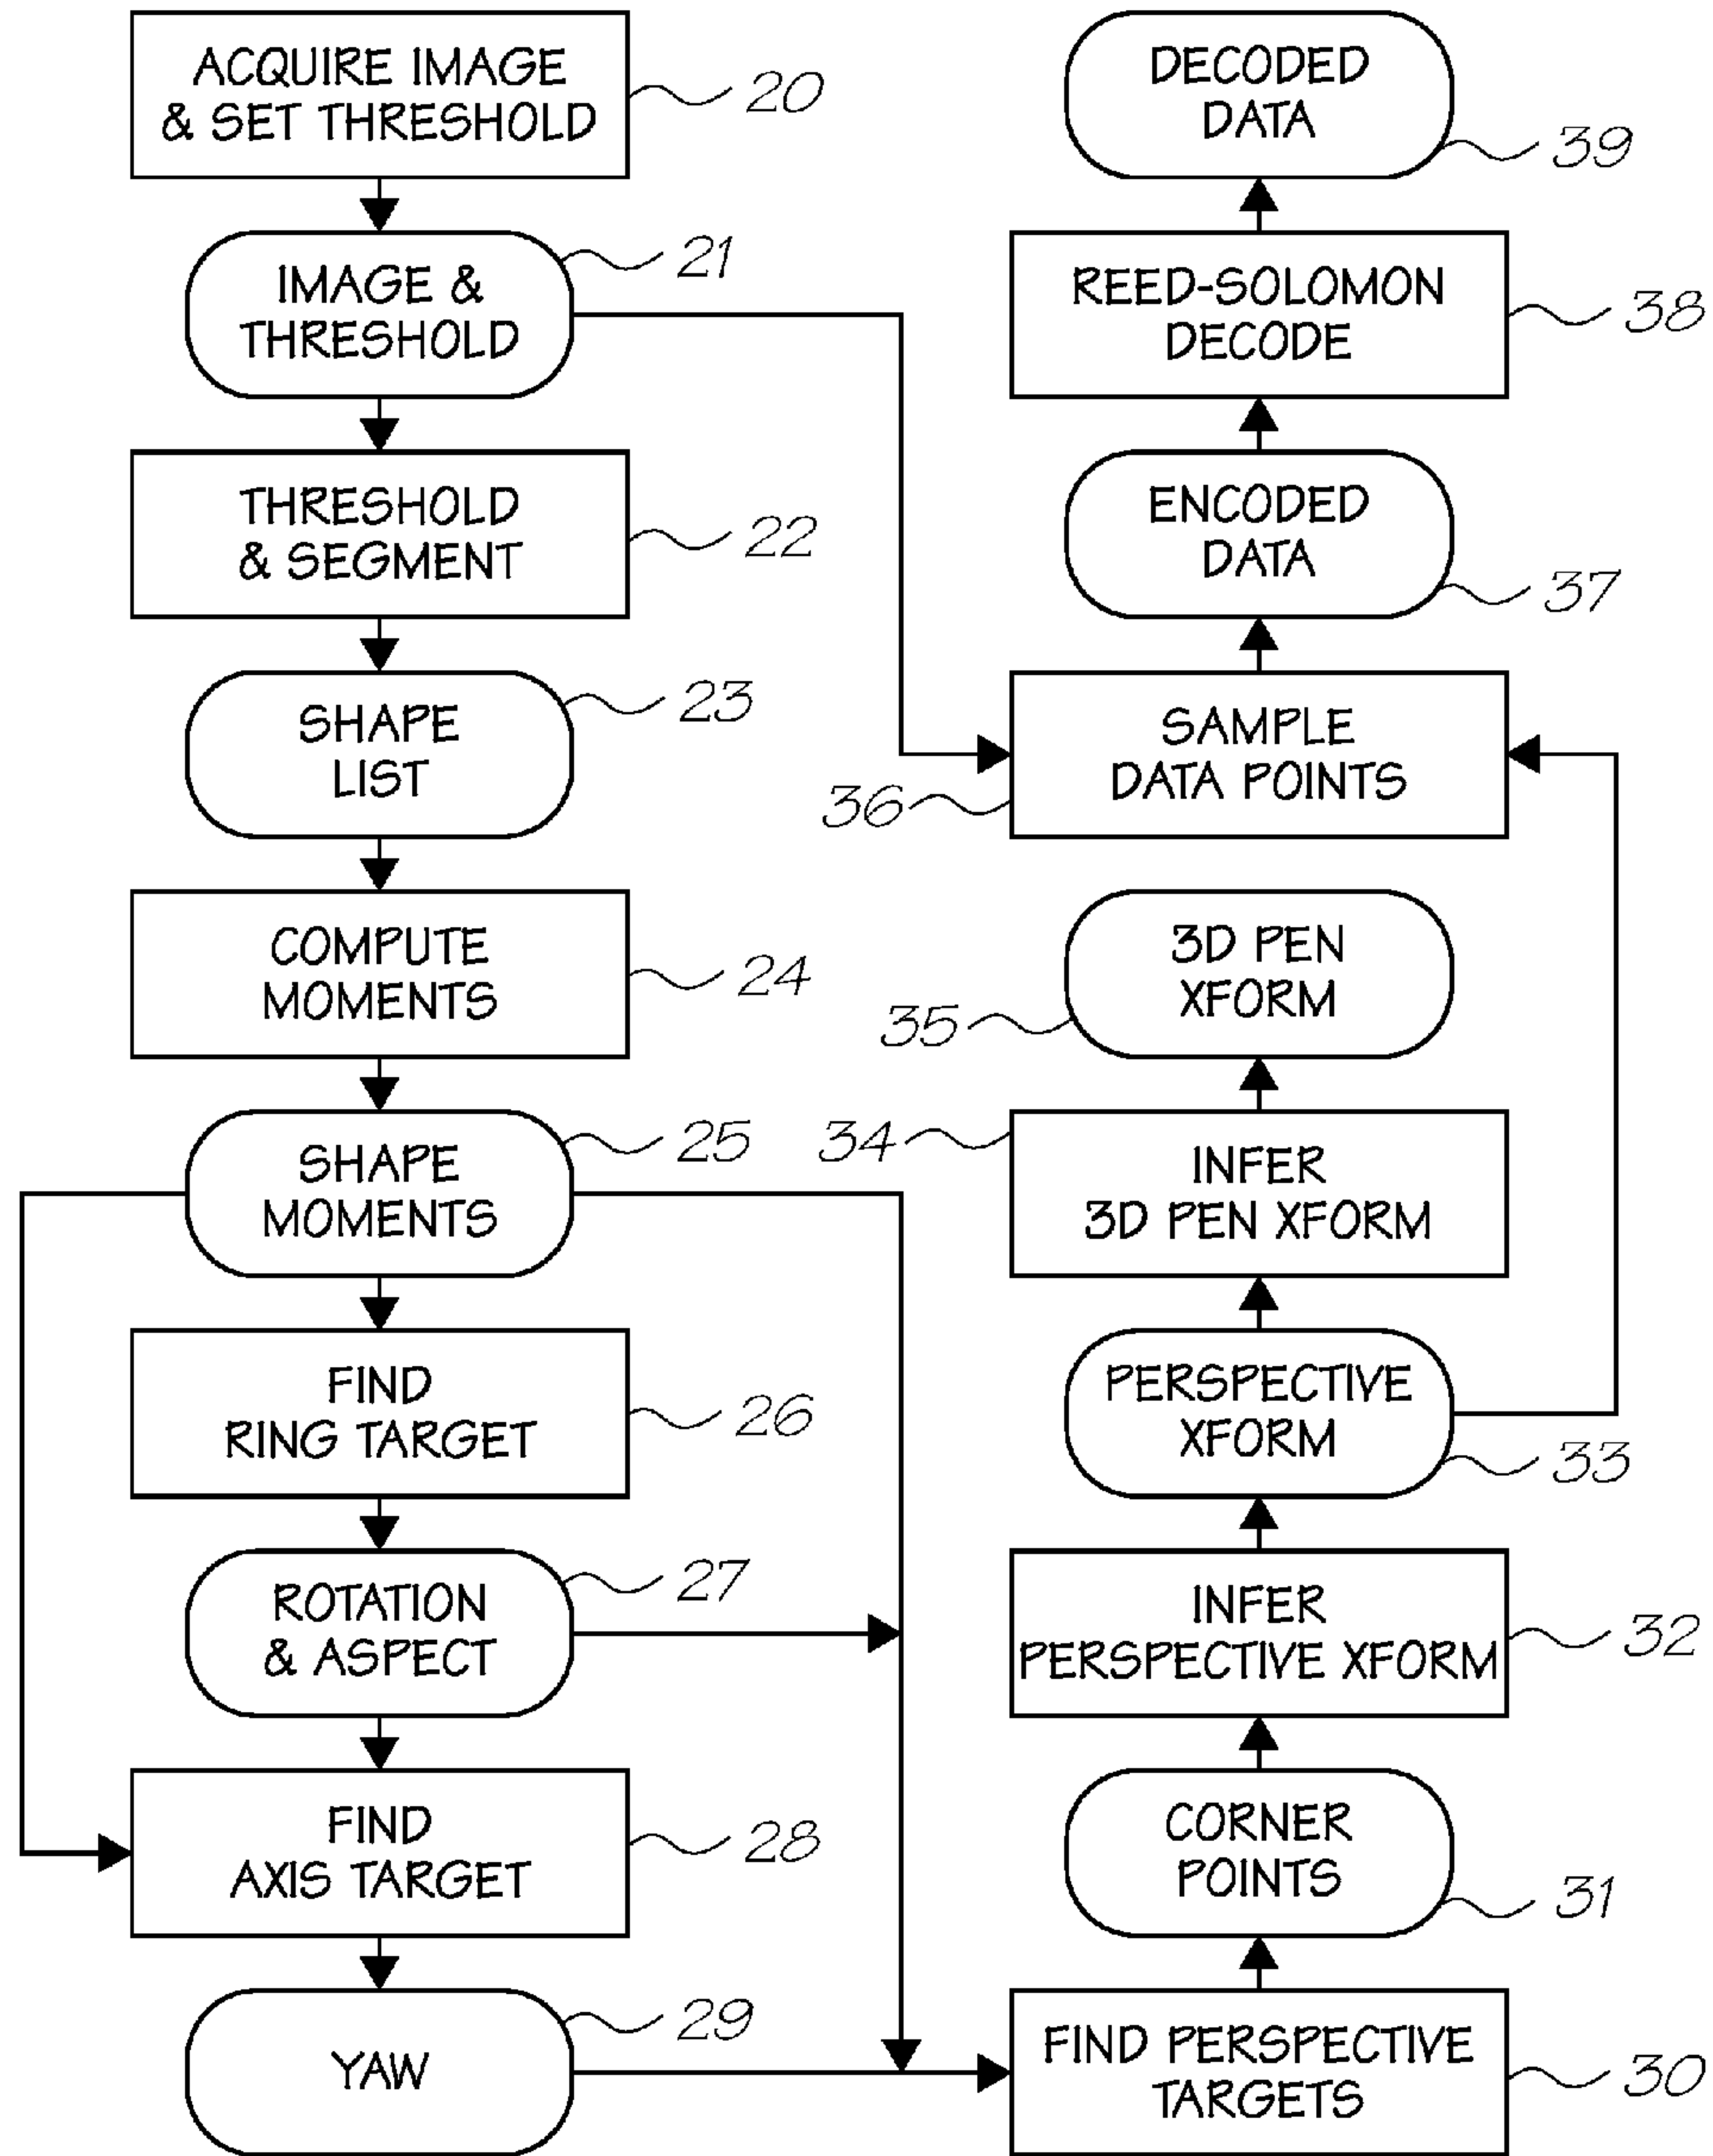 ACQUIRE IMAGE
& SET THRESHOLD
20
IMAGE &
THRESHOLD
21
THRESHOLD
& SEGMENT
22
SHAPE
LIST
23
COMPUTE
MOMENTS
24
SHAPE
MOMENTS
25
FIND
RING TARGET
26
ROTATION
& ASPECT
27
FIND
AXIS TARGET
28
YAW
29
DECODED
DATA
39
REED-SOLOMON
DECODE
38
ENCODED
DATA
37
SAMPLE
DATA POINTS
36
3D PEN
XFORM
35
INFER
3D PEN XFORM
34
PERSPECTIVE
XFORM
33
INFER
PERSPECTIVE XFORM
32
CORNER
POINTS
31
FIND PERSPECTIVE
TARGETS
30